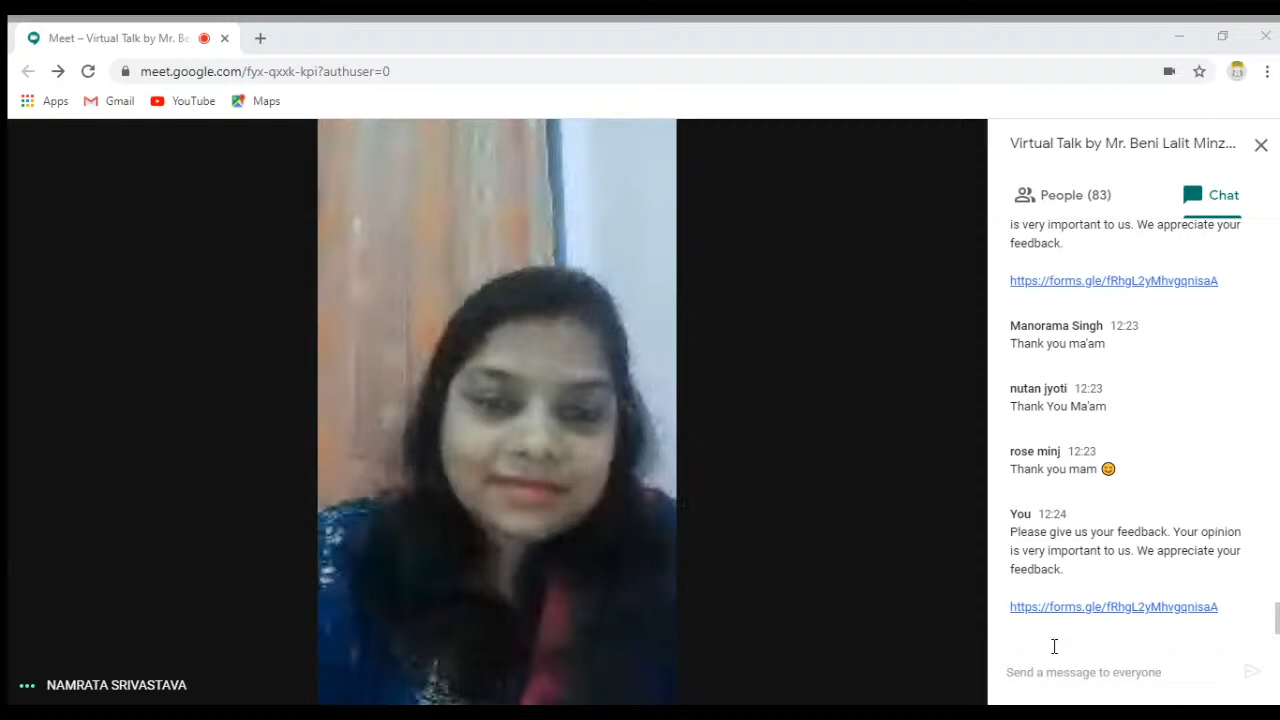 Meet – Virtual Talk by Mr. Be
meet.google.com/fyx-qxxk-kpi?authuser=0
Apps Gmail YouTube Maps
Virtual Talk by Mr. Beni Lalit Minz...
People (83) Chat
is very important to us. We appreciate your
feedback.
https://forms.gle/fRhgL2yMhvgqnisaA
Manorama Singh 12:23
Thank you ma'am
nutan jyoti 12:23
Thank You Ma'am
rose minj 12:23
Thank you mam 😊
You 12:24
Please give us your feedback. Your opinion
is very important to us. We appreciate your
feedback.
https://forms.gle/fRhgL2yMhvgqnisaA
Send a message to everyone
NAMRATA SRIVASTAVA